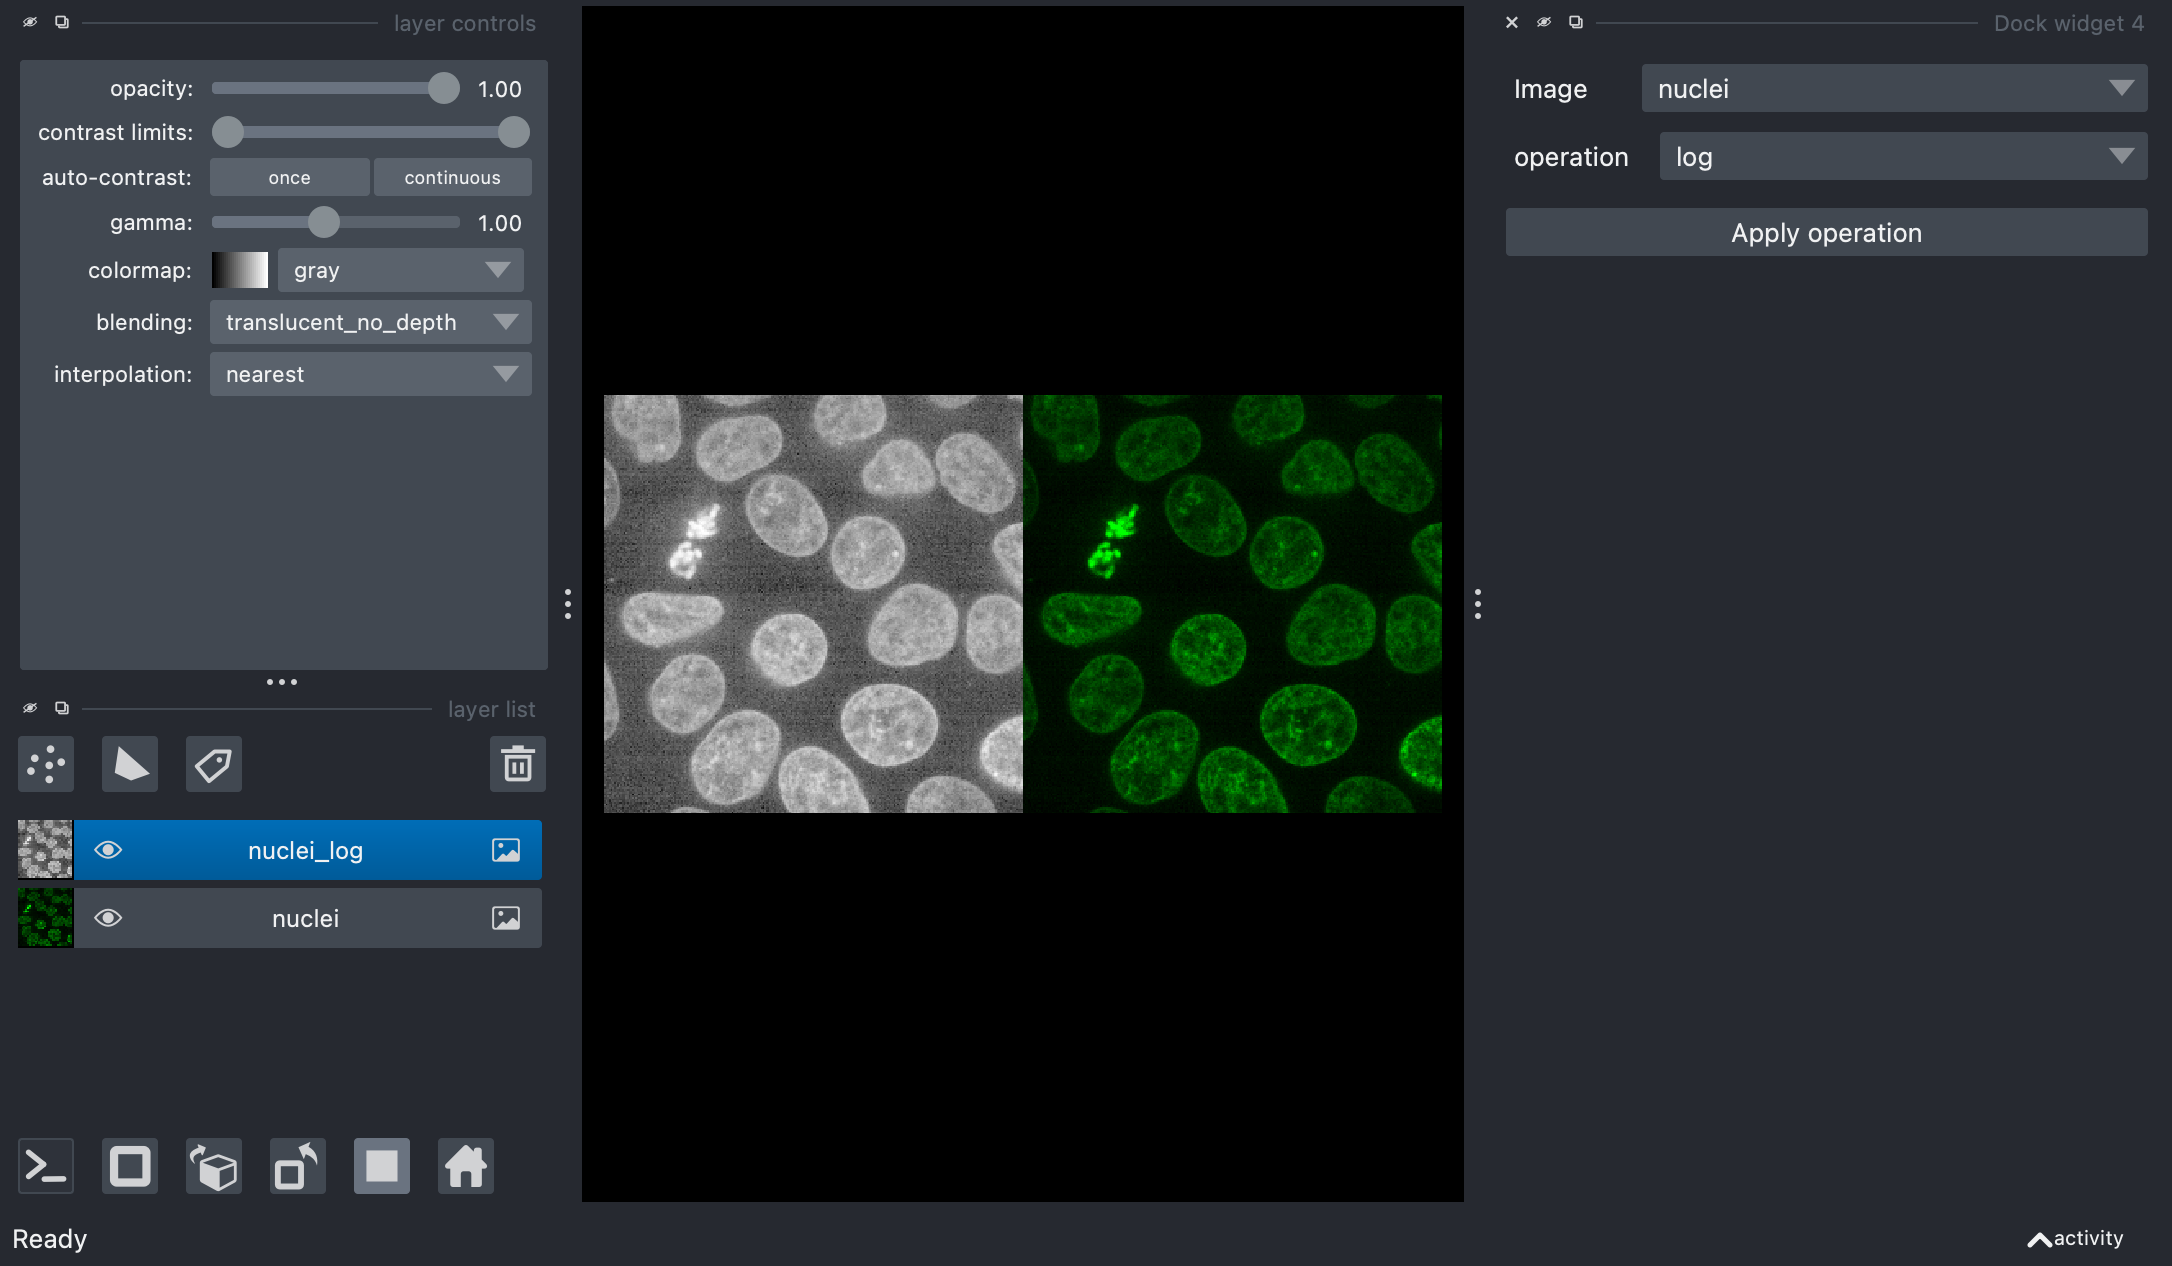 layer controls
opacity: 1.00
contrast limits:
auto-contrast: once continuous
gamma: 1.00
colormap: gray
blending: translucent_no_depth
interpolation: nearest
layer list
nuclei_log
nuclei
Ready
Dock widget 4
Image nuclei
operation log
Apply operation
activity